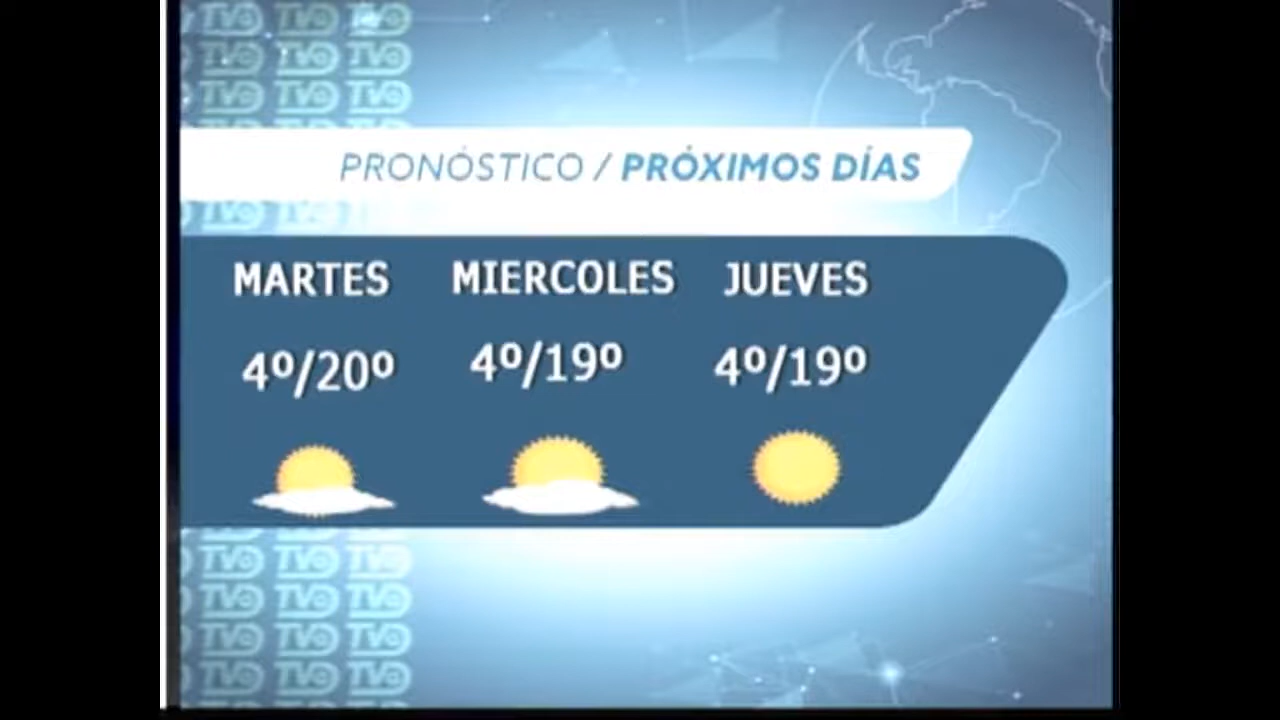 PRONÓSTICO / PRÓXIMOS DÍAS
MARTES MIERCOLES JUEVES
4º/20º 4º/19º 4º/19º